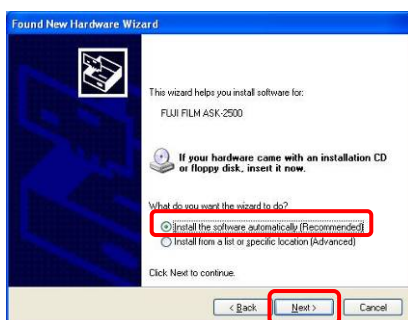 Found New Hardware Wizard
This wizard helps you install software for:
FUJI FILM ASK-2500
If your hardware came with an installation CD
or floppy disk, insert it now.
What do you want the wizard to do?
Install the software automatically (Recommended)
Install from a list or specific location (Advanced)
Click Next to continue.
< Back Next > Cancel